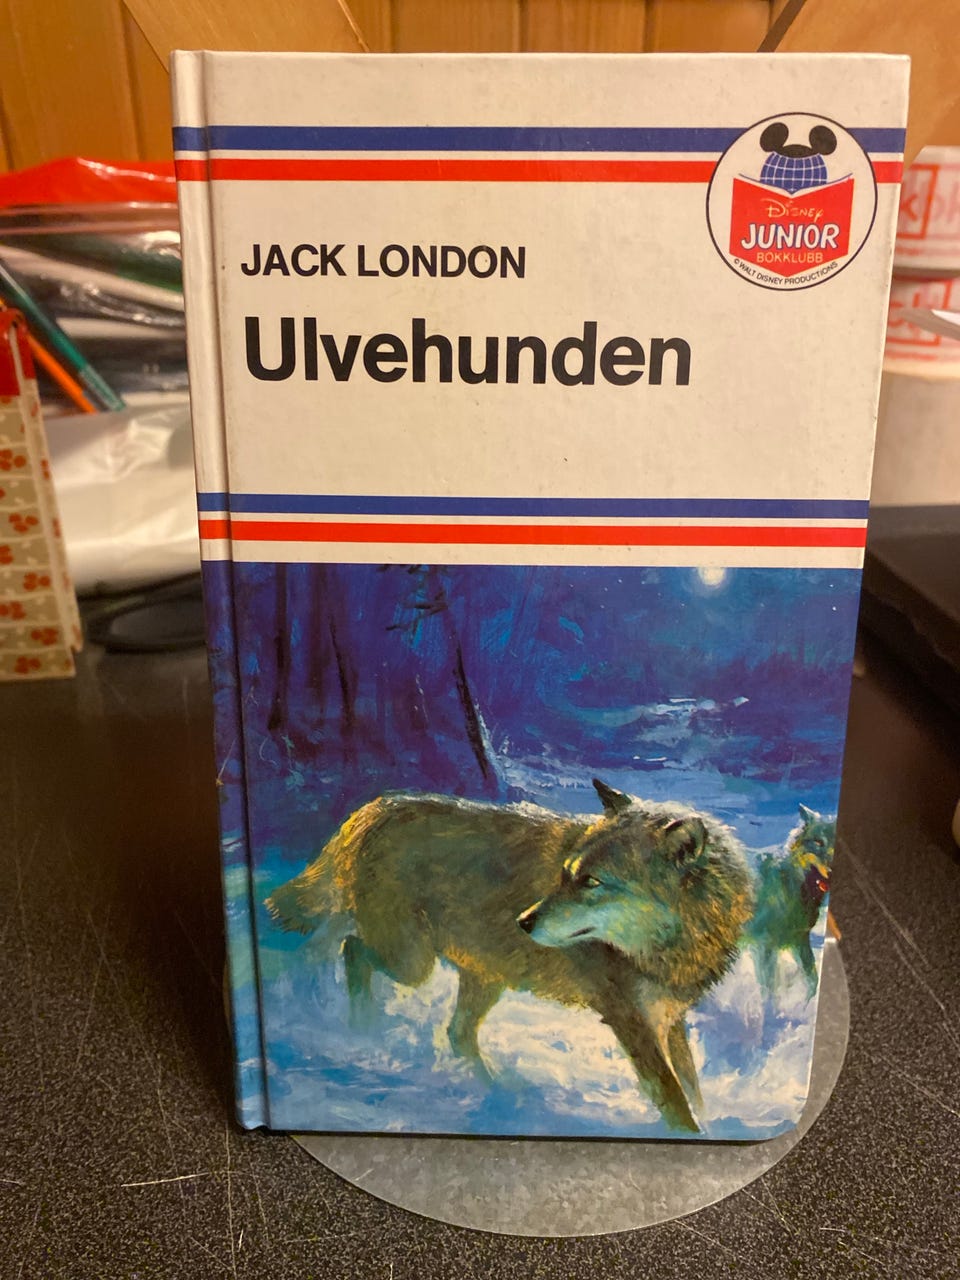 JACK LONDON
Ulvehunden
Disney
JUNIOR
BOKKLUBB
© WALT DISNEY PRODUCTIONS